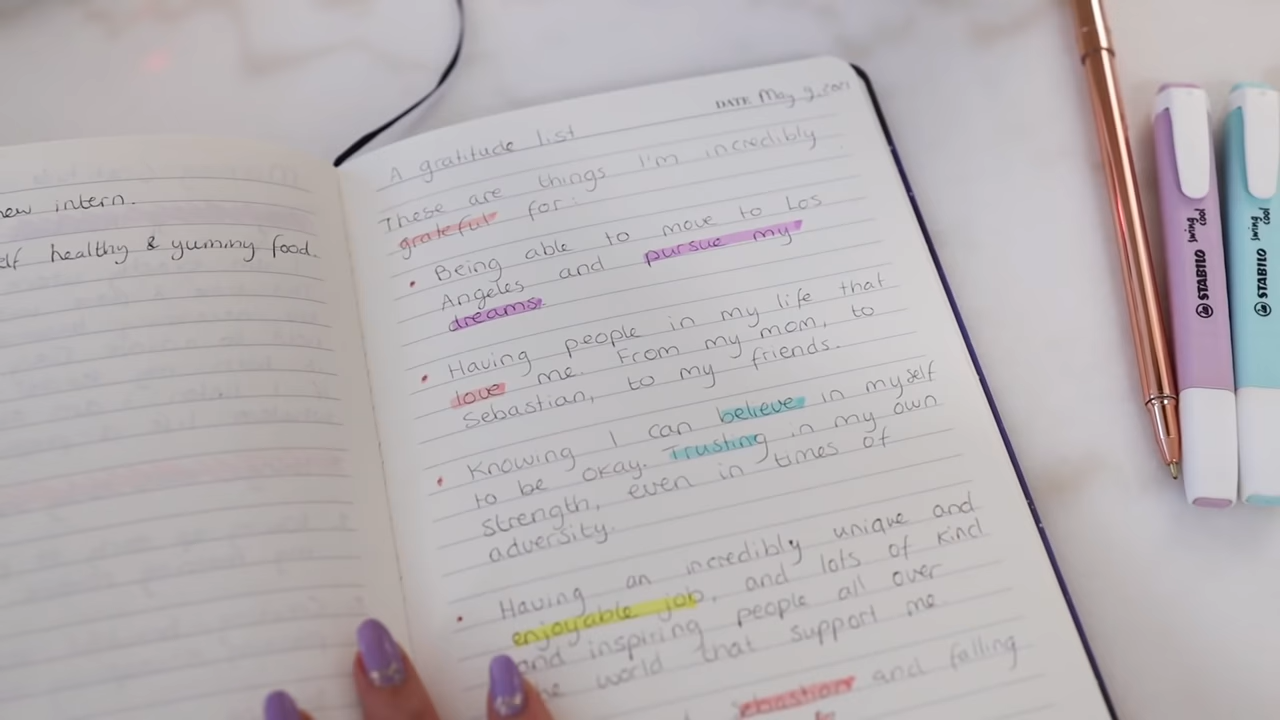 new intern.
elf healthy & yummy food.
DATE May 9, 2021
A gratitude list
These are things I'm incredibly
grateful for:
• Being able to move to Los
Angeles and pursue my
dreams.
• Having people in my life that
love me. From my mom, to
Sebastian, to my friends.
• Knowing I can believe in myself
to be okay. Trusting in my own
strength, even in times of
adversity.
• Having an incredibly unique and
enjoyable job, and lots of kind
and inspiring people all over
the world that support me
Sebastian and falling
STABILO swing cool
STABILO swing cool